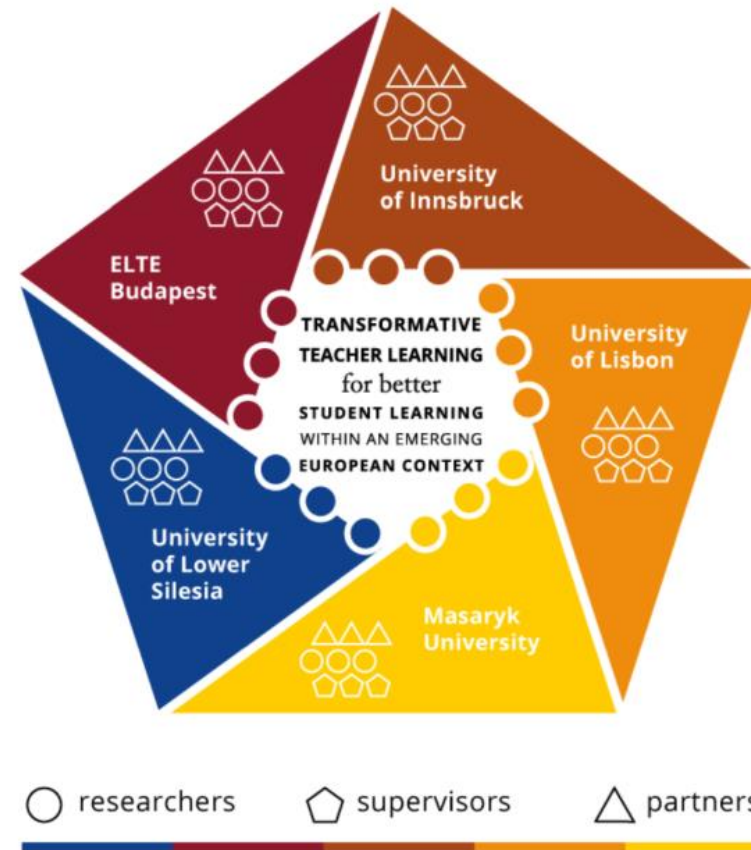 University
of Innsbruck
ELTE
Budapest
University
of Lisbon
TRANSFORMATIVE
TEACHER LEARNING
for better
STUDENT LEARNING
WITHIN AN EMERGING
EUROPEAN CONTEXT
University
of Lower
Silesia
Masaryk
University
researchers
supervisors
partners